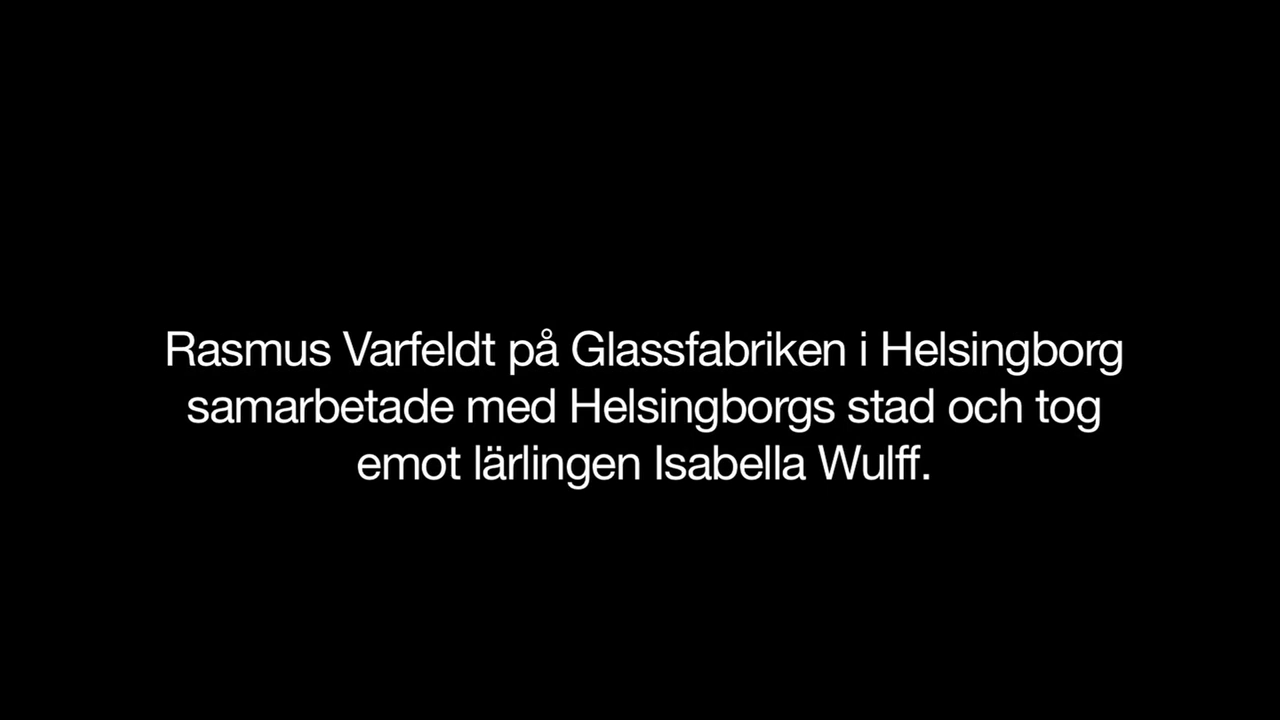 Rasmus Varfeldt på Glassfabriken i Helsingborg
samarbetade med Helsingborgs stad och tog
emot lärlingen Isabella Wulff.